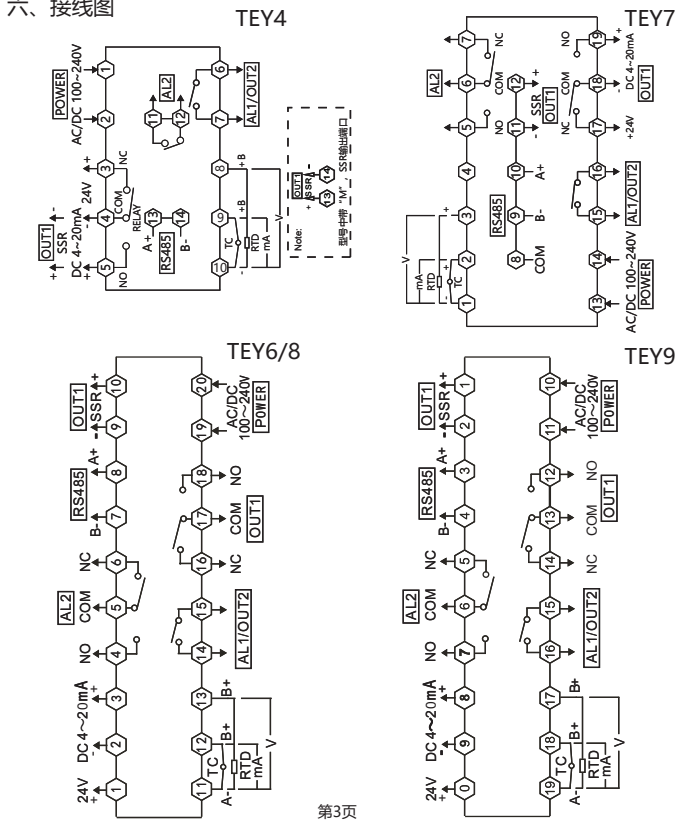 六、接线图
TEY4
POWER
AC/DC 100~240V
1
2
3
4
5
+
24V
-
NC
COM
RELAY
NO
OUT1
SSR
DC 4~20mA
+
-
+
-
AL2
11
12
13
14
A+
B-
RS485
6
7
8
9
10
AL1/OUT2
+B
+B
-
TC
RTD
mA
V
Note:
OUT1
SSR
+
-
13
14
型号中带 "M" ，SSR输出端口
TEY7
7
6
5
4
3
2
1
NC
COM
NO
AL2
12
11
10
9
8
+
-
SSR
OUT1
A+
B-
RS485
COM
19
18
17
16
15
14
13
NO
COM
NC
+
-
DC 4~20mA
OUT1
+24V
AL1/OUT2
AC/DC 100~240V
POWER
V
mA
RTD
TC
+
-
TEY6/8
OUT1
SSR
+
-
A+
RS485
B-
NC
AL2
COM
NO
DC 4～20mA
+
-
24V
+
10
9
8
7
6
5
4
3
2
1
20
19
18
17
16
15
14
13
12
11
AC/DC
100～240V
POWER
NO
COM
NC
OUT1
AL1/OUT2
B+
B+
A-
TC
RTD
mA
V
TEY9
OUT1
SSR
+
-
A+
RS485
B-
NC
AL2
COM
NO
DC 4～20mA
+
-
24V
+
1
2
3
4
5
6
7
8
9
0
10
11
12
13
14
15
16
17
18
19
AC/DC
100～240V
POWER
NO
COM
NC
OUT1
AL1/OUT2
B+
B+
A-
TC
RTD
mA
V
第3页